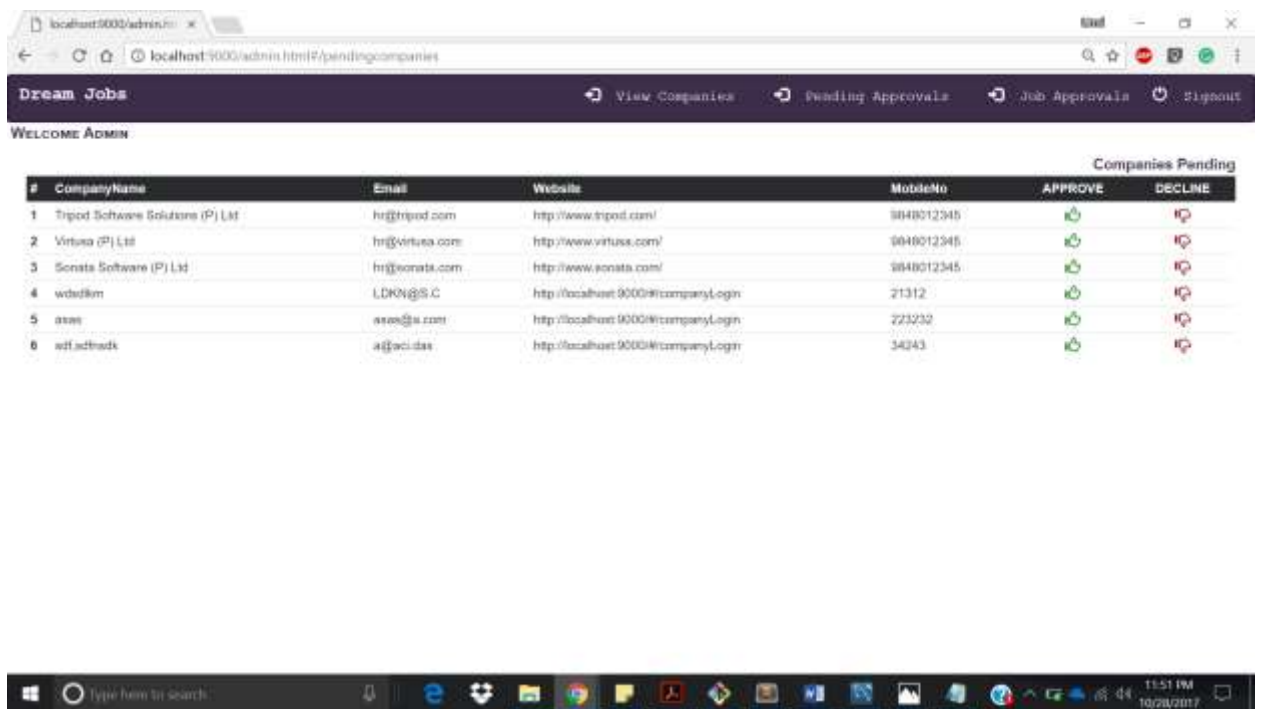 localhost:9000/admin.ht
localhost:9000/admin.html#/pendingcompanies
Dream Jobs
View Companies
Pending Approvals
Job Approvals
Signout
WELCOME ADMIN
Companies Pending
# CompanyName Email Website MobileNo APPROVE DECLINE
1 Tripod Software Solutions (P) Ltd hr@tripod.com http://www.tripod.com/ 9848012345
2 Virtusa (P) Ltd hr@virtusa.com http://www.virtusa.com/ 9848012345
3 Sonata Software (P) Ltd hr@sonata.com http://www.sonata.com/ 9848012345
4 LDKN@S.C http://localhost:9000/#/companyLogin 21312
5 asas asas@a.com http://localhost:9000/#/companyLogin 223232
6 a@aci.das http://localhost:9000/#/companyLogin 34243
Type here to search
11:51 PM
10/28/2017